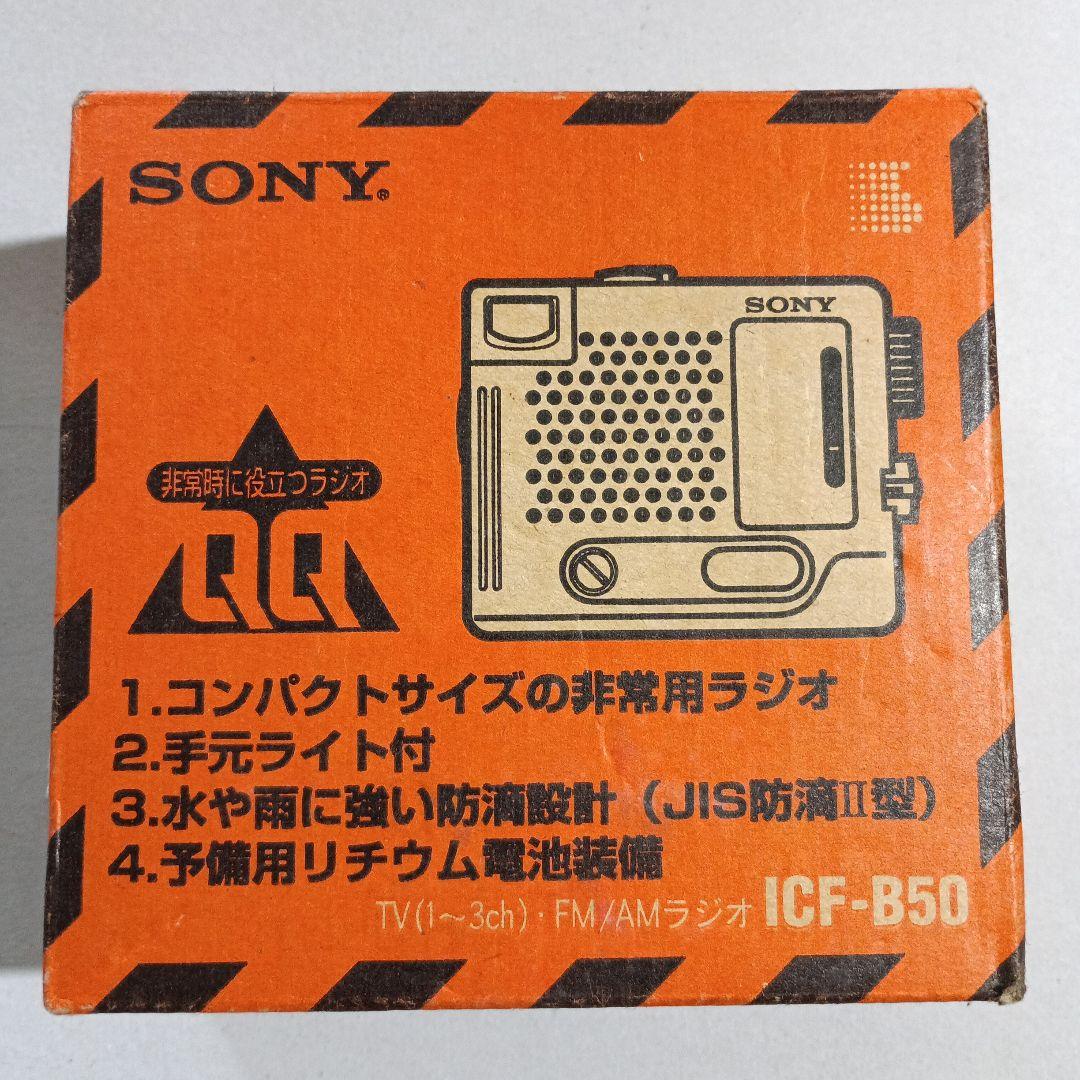 SONY®
SONY
非常時に役立つラジオ
QQ
1.コンパクトサイズの非常用ラジオ
2.手元ライト付
3.水や雨に強い防滴設計（JIS防滴II型）
4.予備用リチウム電池装備
TV(1～3ch)・FM/AMラジオ ICF-B50